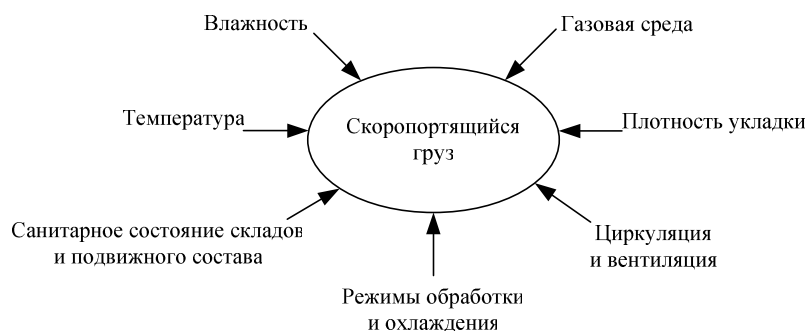 Влажность
Газовая среда
Температура
Скоропортящийся
груз
Плотность укладки
Санитарное состояние складов
и подвижного состава
Циркуляция
и вентиляция
Режимы обработки
и охлаждения